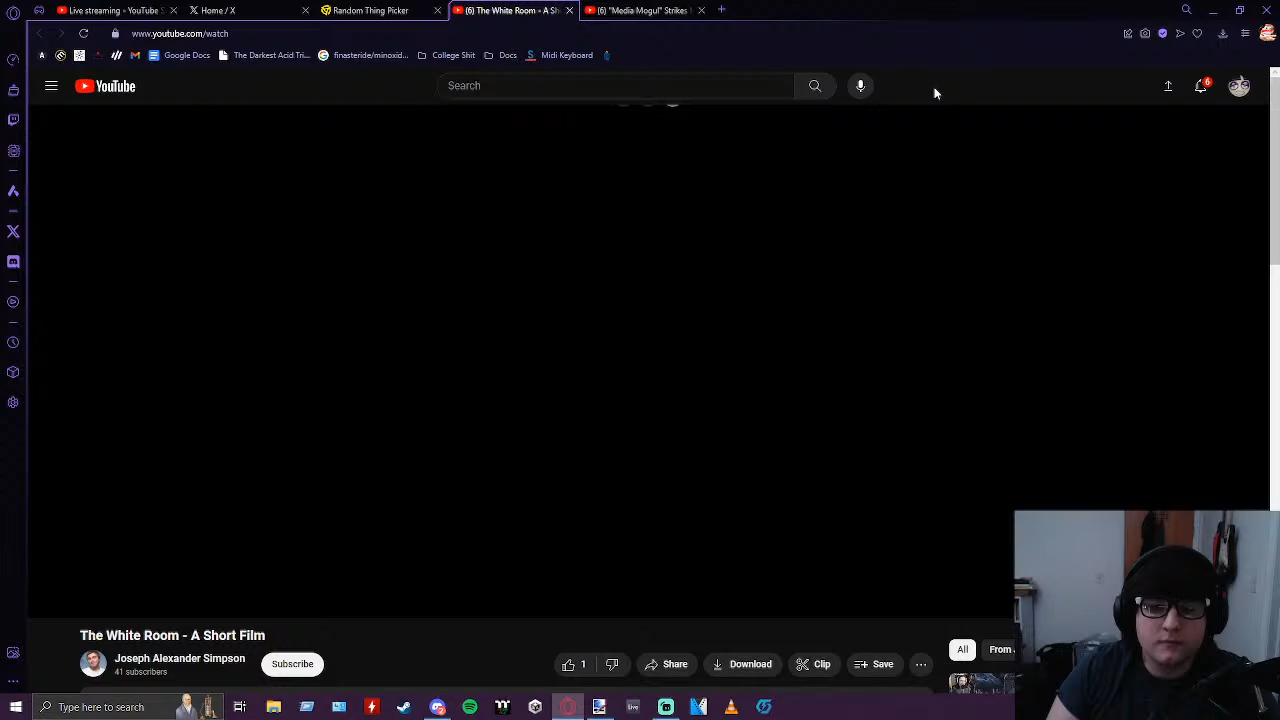 Live streaming - YouTube S
Home / X
Random Thing Picker
(6) The White Room - A Sh
(6) "Media Mogul" Strikes
www.youtube.com/watch
Google Docs
The Darkest Acid Tri...
finasteride/minoxid...
College Shit
Docs
Midi Keyboard
YouTube
Search
6
The White Room - A Short Film
Joseph Alexander Simpson
41 subscribers
Subscribe
1
Share
Download
Clip
Save
All
From J
Type here to search